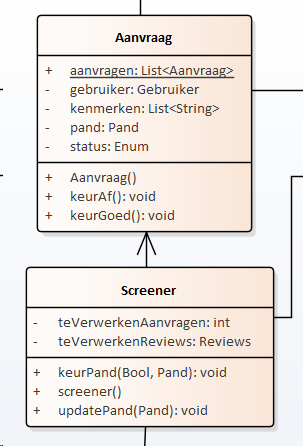 Aanvraag
+ aanvragen: List<Aanvraag>
- gebruiker: Gebruiker
- kenmerken: List<String>
- pand: Pand
- status: Enum
+ Aanvraag()
+ keurAf(): void
+ keurGoed(): void
Screener
- teVerwerkenAanvragen: int
- teVerwerkenReviews: Reviews
+ keurPand(Bool, Pand): void
+ screener()
+ updatePand(Pand): void